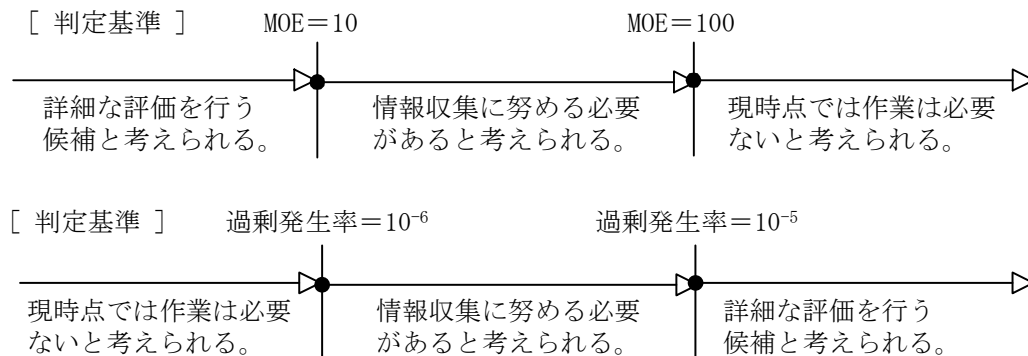 [ 判定基準 ] MOE=10 MOE=100
詳細な評価を行う 情報収集に努める必要 現時点では作業は必要
候補と考えられる。 があると考えられる。 ないと考えられる。
[ 判定基準 ] 過剰発生率=10⁻⁶ 過剰発生率=10⁻⁵
現時点では作業は必要 情報収集に努める必要 詳細な評価を行う
ないと考えられる。 があると考えられる。 候補と考えられる。